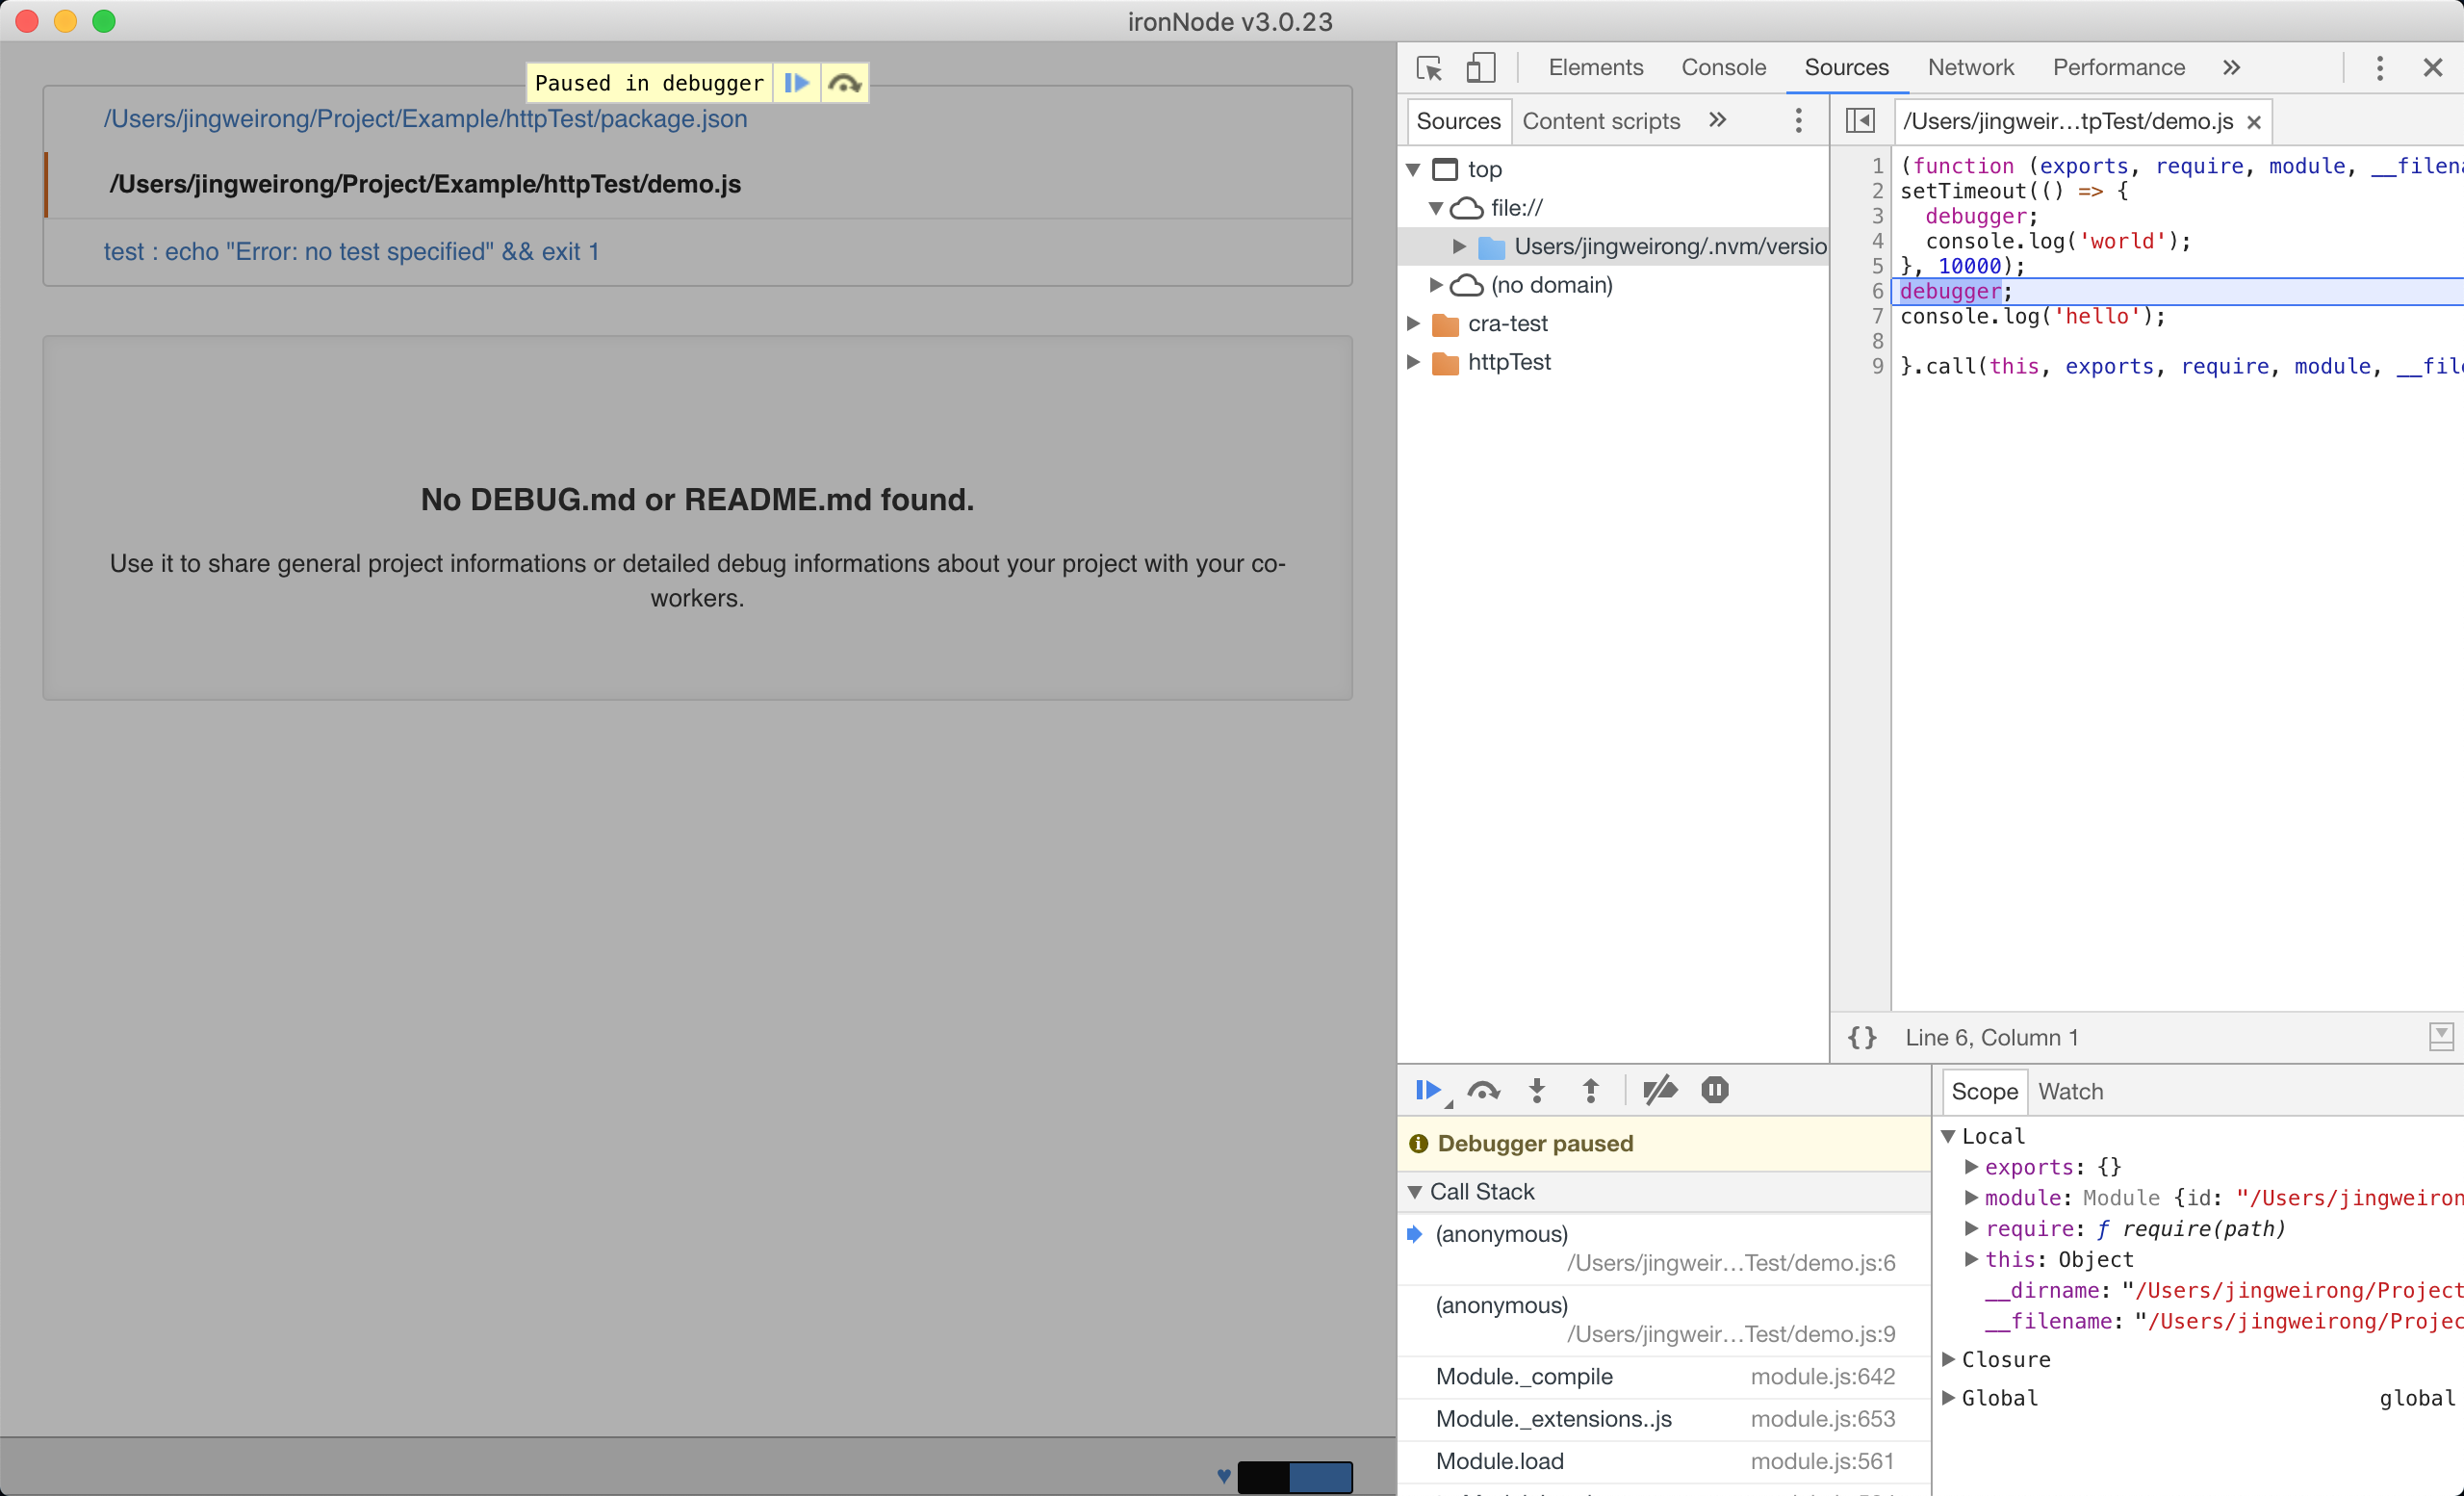 ironNode v3.0.23
Paused in debugger
/Users/jingweirong/Project/Example/httpTest/package.json
/Users/jingweirong/Project/Example/httpTest/demo.js
test : echo "Error: no test specified" && exit 1
No DEBUG.md or README.md found.
Use it to share general project informations or detailed debug informations about your project with your co-
workers.
Elements Console Sources Network Performance »
Sources Content scripts »
top
file://
Users/jingweirong/.nvm/versio
(no domain)
cra-test
httpTest
/Users/jingweir…tpTest/demo.js ×
1 (function (exports, require, module, __filena
2 setTimeout(() => {
3 debugger;
4 console.log('world');
5 }, 10000);
6 debugger;
7 console.log('hello');
8
9 }.call(this, exports, require, module, __file
{} Line 6, Column 1
Debugger paused
Call Stack
(anonymous)
/Users/jingweir…Test/demo.js:6
(anonymous)
/Users/jingweir…Test/demo.js:9
Module._compile module.js:642
Module._extensions..js module.js:653
Module.load module.js:561
Scope Watch
Local
exports: {}
module: Module {id: "/Users/jingweiron
require: ƒ require(path)
this: Object
__dirname: "/Users/jingweirong/Project
__filename: "/Users/jingweirong/Projec
Closure
Global global